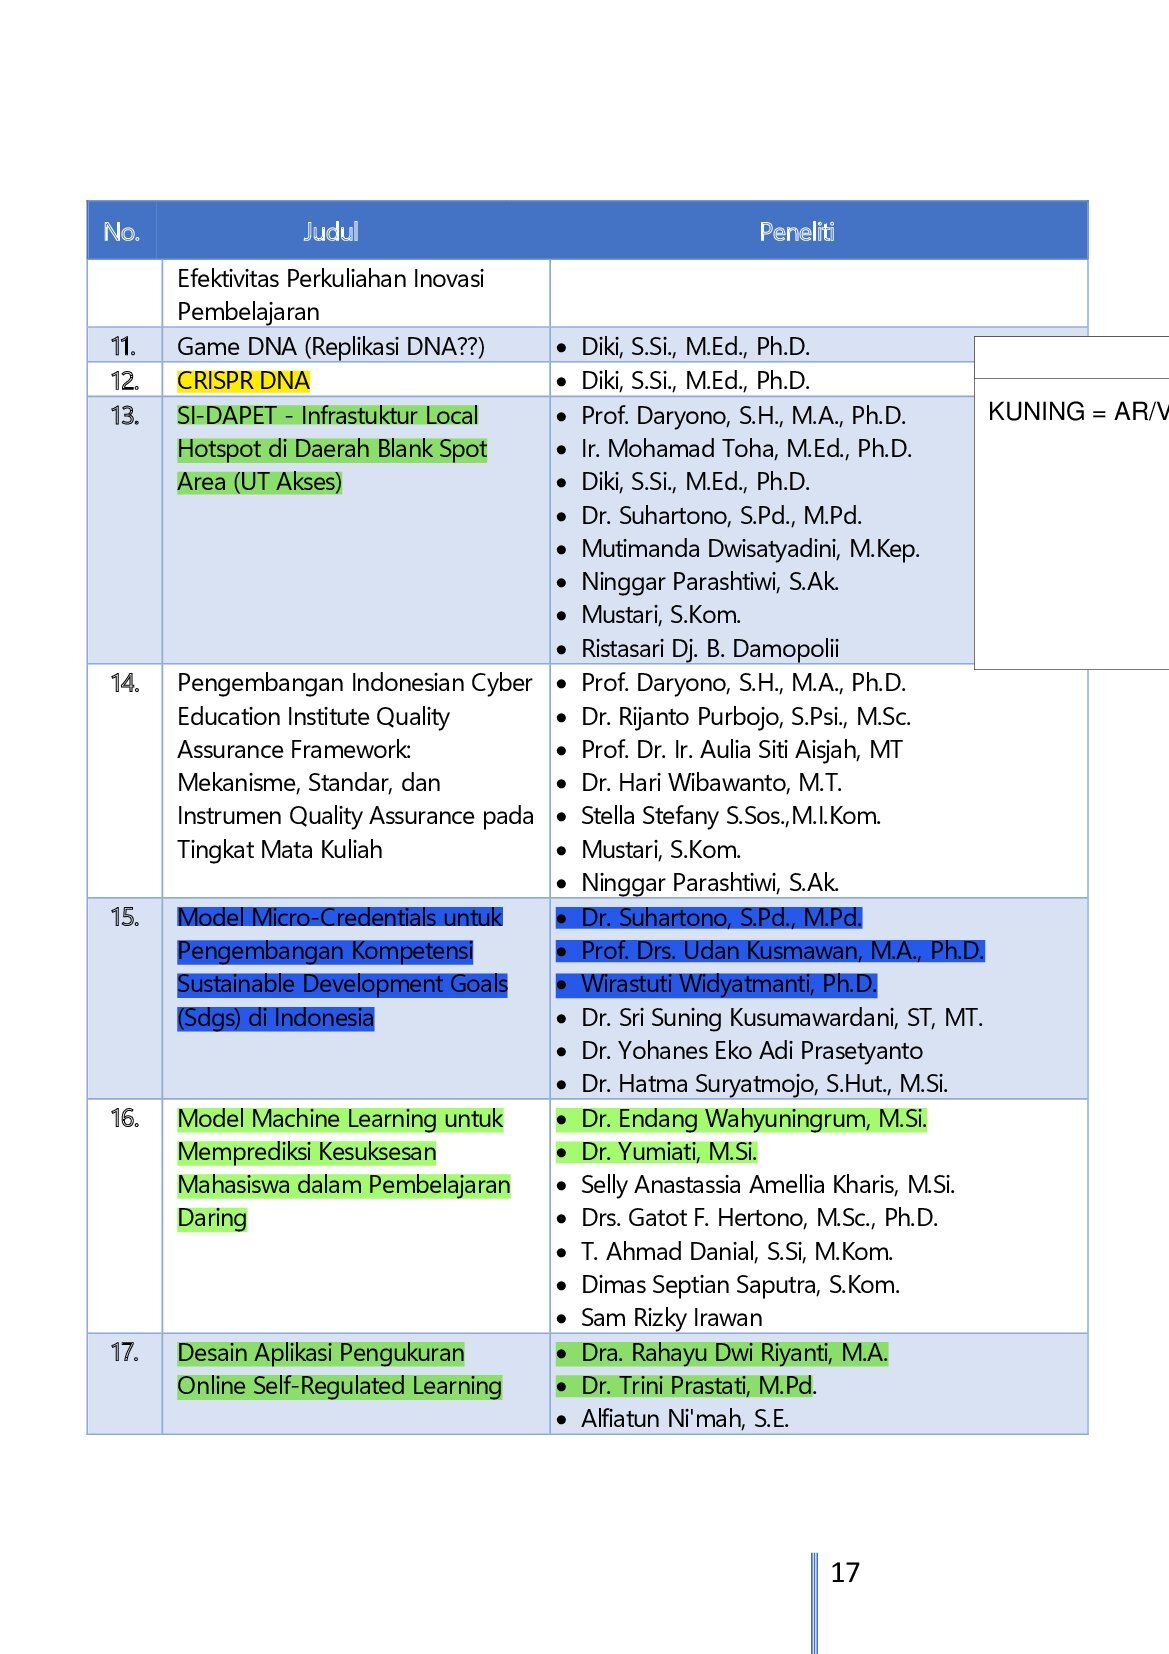 No. Judul Peneliti
Efektivitas Perkuliahan Inovasi
Pembelajaran
11. Game DNA (Replikasi DNA??) • Diki, S.Si., M.Ed., Ph.D.
12. CRISPR DNA • Diki, S.Si., M.Ed., Ph.D.
KUNING = AR/V
13. SI-DAPET - Infrastuktur Local • Prof. Daryono, S.H., M.A., Ph.D.
Hotspot di Daerah Blank Spot • Ir. Mohamad Toha, M.Ed., Ph.D.
Area (UT Akses) • Diki, S.Si., M.Ed., Ph.D.
• Dr. Suhartono, S.Pd., M.Pd.
• Mutimanda Dwisatyadini, M.Kep.
• Ninggar Parashtiwi, S.Ak.
• Mustari, S.Kom.
• Ristasari Dj. B. Damopolii
14. Pengembangan Indonesian Cyber • Prof. Daryono, S.H., M.A., Ph.D.
Education Institute Quality • Dr. Rijanto Purbojo, S.Psi., M.Sc.
Assurance Framework: • Prof. Dr. Ir. Aulia Siti Aisjah, MT
Mekanisme, Standar, dan • Dr. Hari Wibawanto, M.T.
Instrumen Quality Assurance pada • Stella Stefany S.Sos.,M.I.Kom.
Tingkat Mata Kuliah • Mustari, S.Kom.
• Ninggar Parashtiwi, S.Ak.
15. Model Micro-Credentials untuk • Dr. Suhartono, S.Pd., M.Pd.
Pengembangan Kompetensi • Prof. Drs. Udan Kusmawan, M.A., Ph.D.
Sustainable Development Goals • Wirastuti Widyatmanti, Ph.D.
(Sdgs) di Indonesia • Dr. Sri Suning Kusumawardani, ST, MT.
• Dr. Yohanes Eko Adi Prasetyanto
• Dr. Hatma Suryatmojo, S.Hut., M.Si.
16. Model Machine Learning untuk • Dr. Endang Wahyuningrum, M.Si.
Memprediksi Kesuksesan • Dr. Yumiati, M.Si.
Mahasiswa dalam Pembelajaran • Selly Anastassia Amellia Kharis, M.Si.
Daring • Drs. Gatot F. Hertono, M.Sc., Ph.D.
• T. Ahmad Danial, S.Si, M.Kom.
• Dimas Septian Saputra, S.Kom.
• Sam Rizky Irawan
17. Desain Aplikasi Pengukuran • Dra. Rahayu Dwi Riyanti, M.A.
Online Self-Regulated Learning • Dr. Trini Prastati, M.Pd.
• Alfiatun Ni'mah, S.E.
17